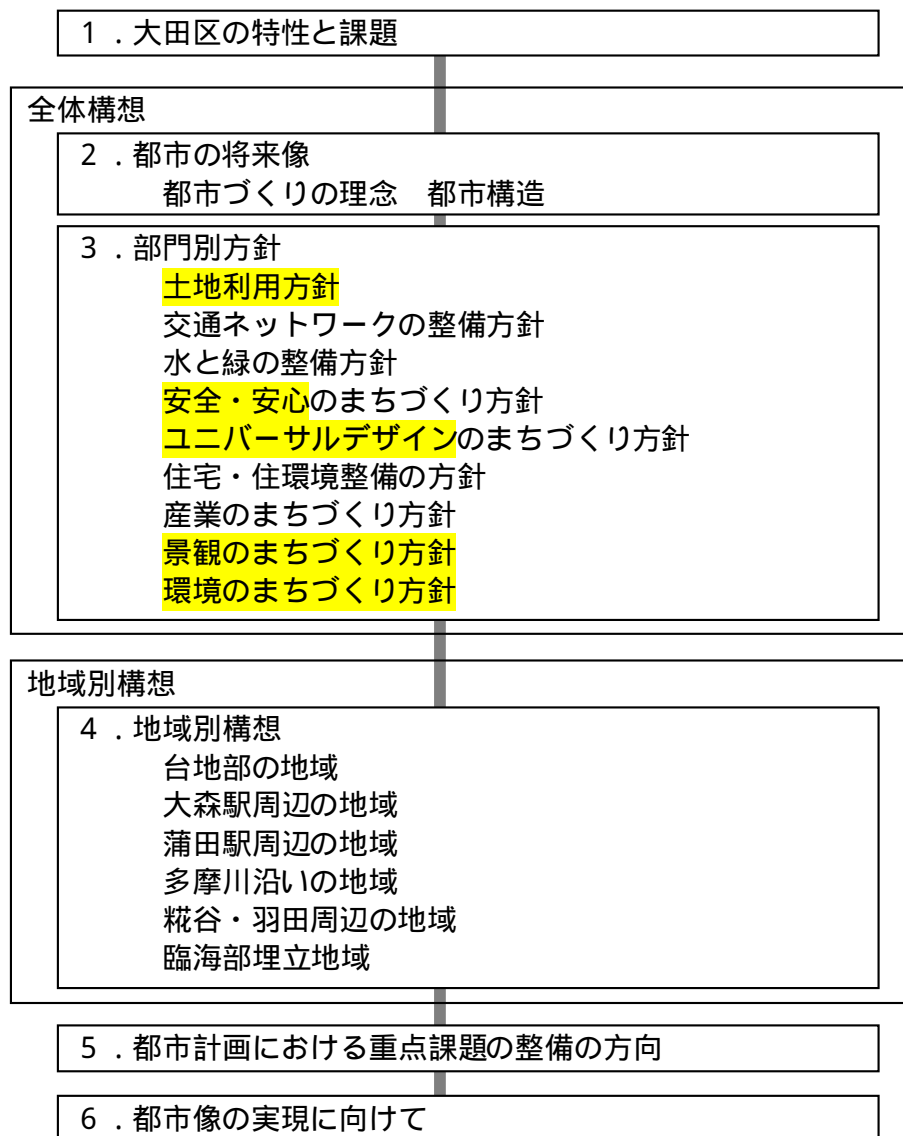 1．大田区の特性と課題
全体構想
2．都市の将来像
都市づくりの理念　都市構造
3．部門別方針
土地利用方針
交通ネットワークの整備方針
水と緑の整備方針
安全・安心のまちづくり方針
ユニバーサルデザインのまちづくり方針
住宅・住環境整備の方針
産業のまちづくり方針
景観のまちづくり方針
環境のまちづくり方針
地域別構想
4．地域別構想
台地部の地域
大森駅周辺の地域
蒲田駅周辺の地域
多摩川沿いの地域
糀谷・羽田周辺の地域
臨海部埋立地域
5．都市計画における重点課題の整備の方向
6．都市像の実現に向けて